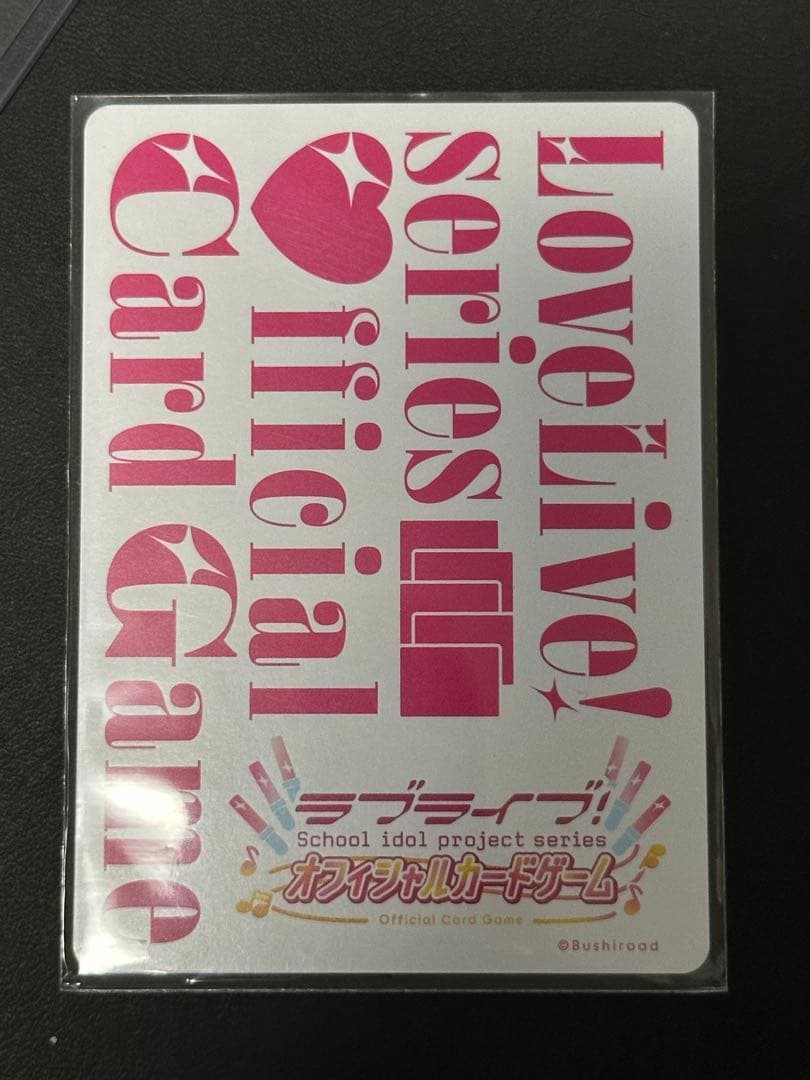 LoveLive!
series
Official
Card Game
ラブライブ!
School idol project series
オフィシャルカードゲーム
Official Card Game
©Bushiroad